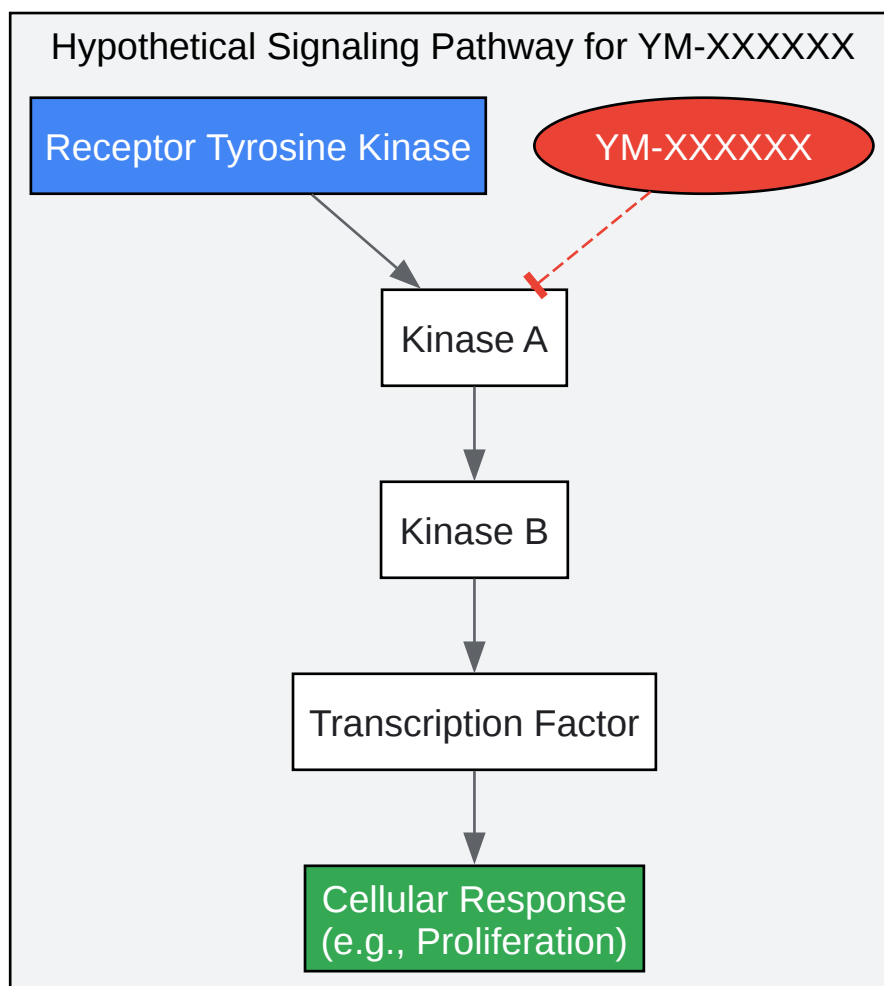 Hypothetical Signaling Pathway for YM-XXXXXX
Receptor Tyrosine Kinase
YM-XXXXXX
Kinase A
Kinase B
Transcription Factor
Cellular Response
(e.g., Proliferation)